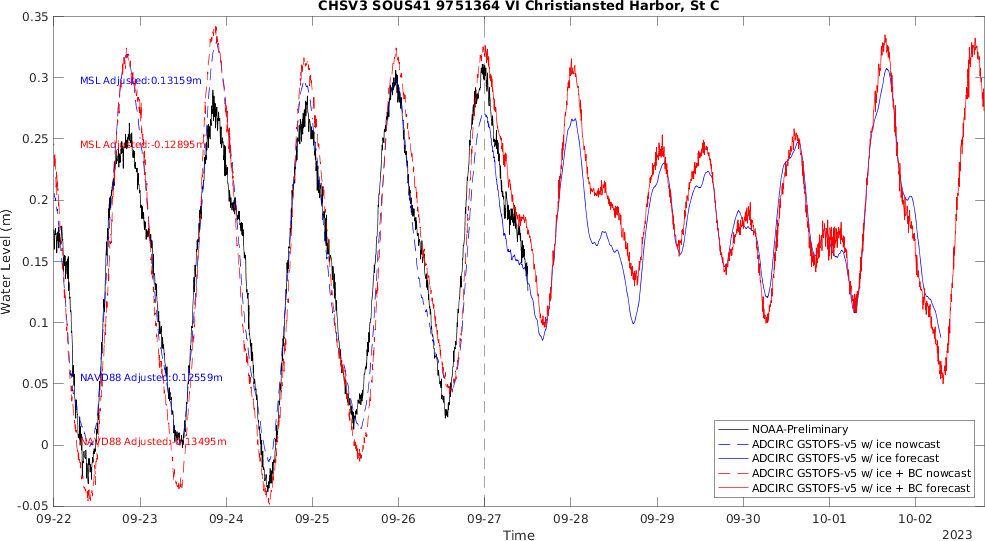 CHSV3 SOUS41 9751364 VI Christiansted Harbor, St C
0.35
0.3
0.25
0.2
0.15
0.1
0.05
0
-0.05
Water Level (m)
MSL Adjusted:0.13159m
MSL Adjusted:-0.12895m
NAVD88 Adjusted:0.12559m
NAVD88 Adjusted:-0.13495m
NOAA-Preliminary
ADCIRC GSTOFS-v5 w/ ice nowcast
ADCIRC GSTOFS-v5 w/ ice forecast
ADCIRC GSTOFS-v5 w/ ice + BC nowcast
ADCIRC GSTOFS-v5 w/ ice + BC forecast
09-22 09-23 09-24 09-25 09-26 09-27 09-28 09-29 09-30 10-01 10-02
Time
2023